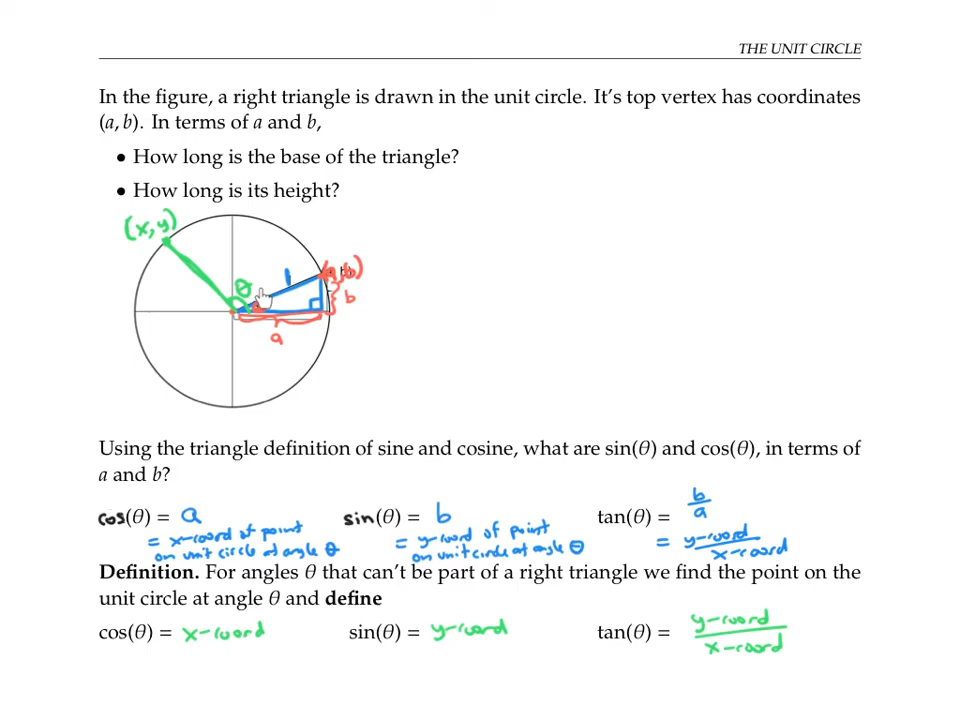 THE UNIT CIRCLE
In the figure, a right triangle is drawn in the unit circle. It's top vertex has coordinates
(a, b). In terms of a and b,
• How long is the base of the triangle?
• How long is its height?
(x, y)
θ
1
b
a
Using the triangle definition of sine and cosine, what are sin(θ) and cos(θ), in terms of
a and b?
cos(θ) = a
= x-coord of point
on unit circle at angle θ
sin(θ) = b
= y-coord of point
on unit circle at angle θ
tan(θ) = b/a
= y-coord/x-coord
Definition. For angles θ that can't be part of a right triangle we find the point on the
unit circle at angle θ and define
cos(θ) = x-coord sin(θ) = y-coord tan(θ) = y-coord/x-coord